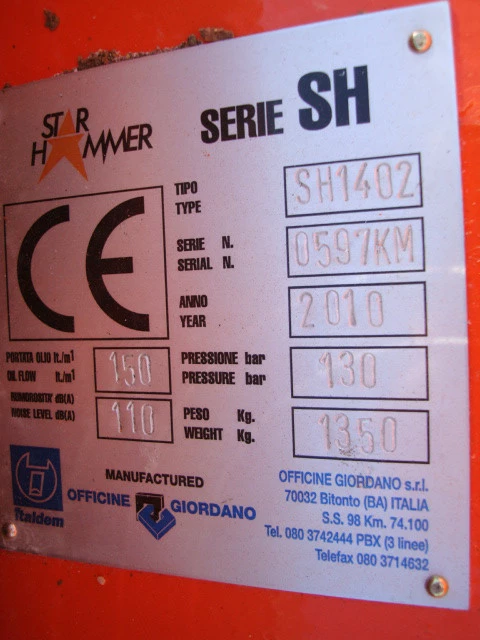 STAR HAMMER
SERIE SH
CE
TIPO
TYPE
SH1402
SERIE N.
SERIAL N.
0597KM
ANNO
YEAR
2010
PORTATA OLIO lt./m¹
OIL FLOW lt./m¹
150
PRESSIONE bar
PRESSURE bar
130
RUMOROSITA' dB(A)
NOISE LEVEL dB(A)
110
PESO Kg.
WEIGHT Kg.
1350
Italdem
MANUFACTURED
OFFICINE GIORDANO
OFFICINE GIORDANO s.r.l.
70032 Bitonto (BA) ITALIA
S.S. 98 Km. 74.100
Tel. 080 3742444 PBX (3 linee)
Telefax 080 3714632